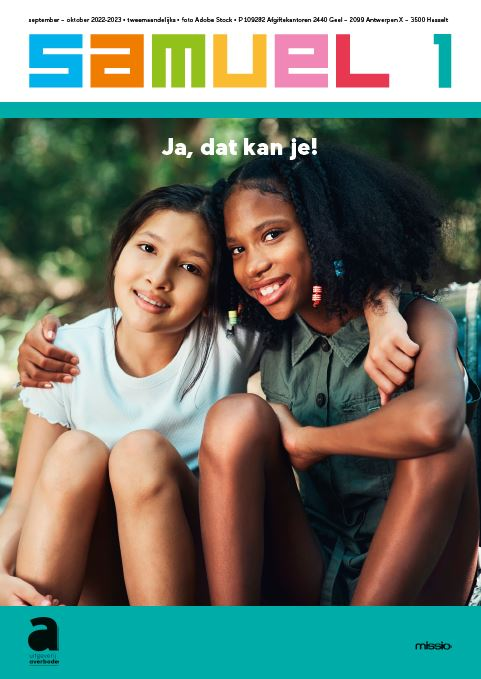 september – oktober 2022-2023 • tweemaandelijks • foto Adobe Stock • P 109282 Afgiftekantoren 2440 Geel – 2099 Antwerpen X – 3500 Hasselt
SAMUEL 1
Ja, dat kan je!
a
uitgeverij
averbode
missio